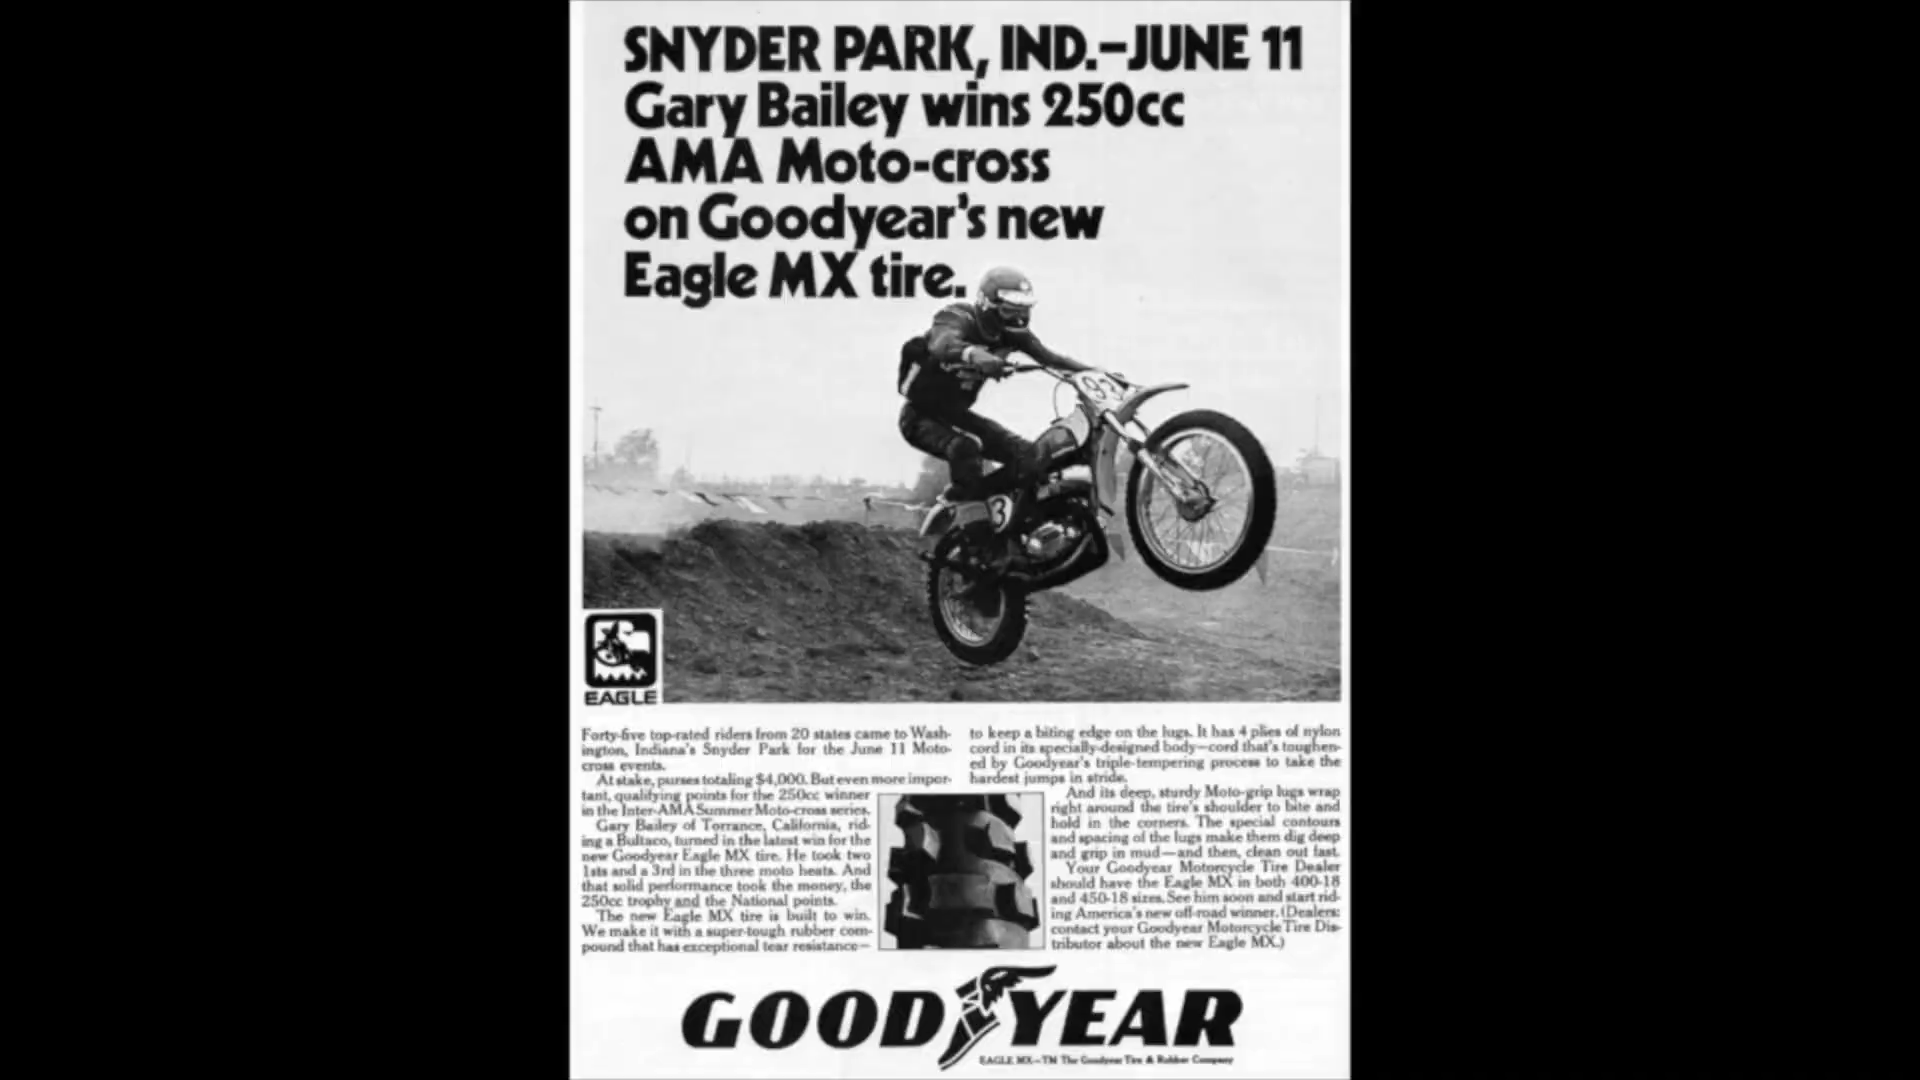 SNYDER PARK, IND.–JUNE 11
Gary Bailey wins 250cc
AMA Moto-cross
on Goodyear's new
Eagle MX tire.
83
3
EAGLE
Forty-five top-rated riders from 20 states came to Wash-
ington, Indiana's Snyder Park for the June 11 Moto-
cross events.
At stake, purses totaling $4,000. But even more impor-
tant, qualifying points for the 250cc winner
in the Inter-AMA Summer Moto-cross series.
Gary Bailey of Torrance, California, rid-
ing a Bultaco, turned in the latest win for the
new Goodyear Eagle MX tire. He took two
1sts and a 3rd in the three moto heats. And
that solid performance took the money, the
250cc trophy and the National points.
The new Eagle MX tire is built to win.
We make it with a super-tough rubber com-
pound that has exceptional tear resistance—
to keep a biting edge on the lugs. It has 4 plies of nylon
cord in its specially-designed body—cord that's toughen-
ed by Goodyear's triple-tempering process to take the
hardest jumps in stride.
And its deep, sturdy Moto-grip lugs wrap
right around the tire's shoulder to bite and
hold in the corners. The special contours
and spacing of the lugs make them dig deep
and grip in mud—and then, clean out fast.
Your Goodyear Motorcycle Tire Dealer
should have the Eagle MX in both 400-18
and 450-18 sizes. See him soon and start rid-
ing America's new off-road winner. (Dealers:
contact your Goodyear Motorcycle Tire Dis-
tributor about the new Eagle MX.)
GOODYEAR
EAGLE MX—TM The Goodyear Tire & Rubber Company